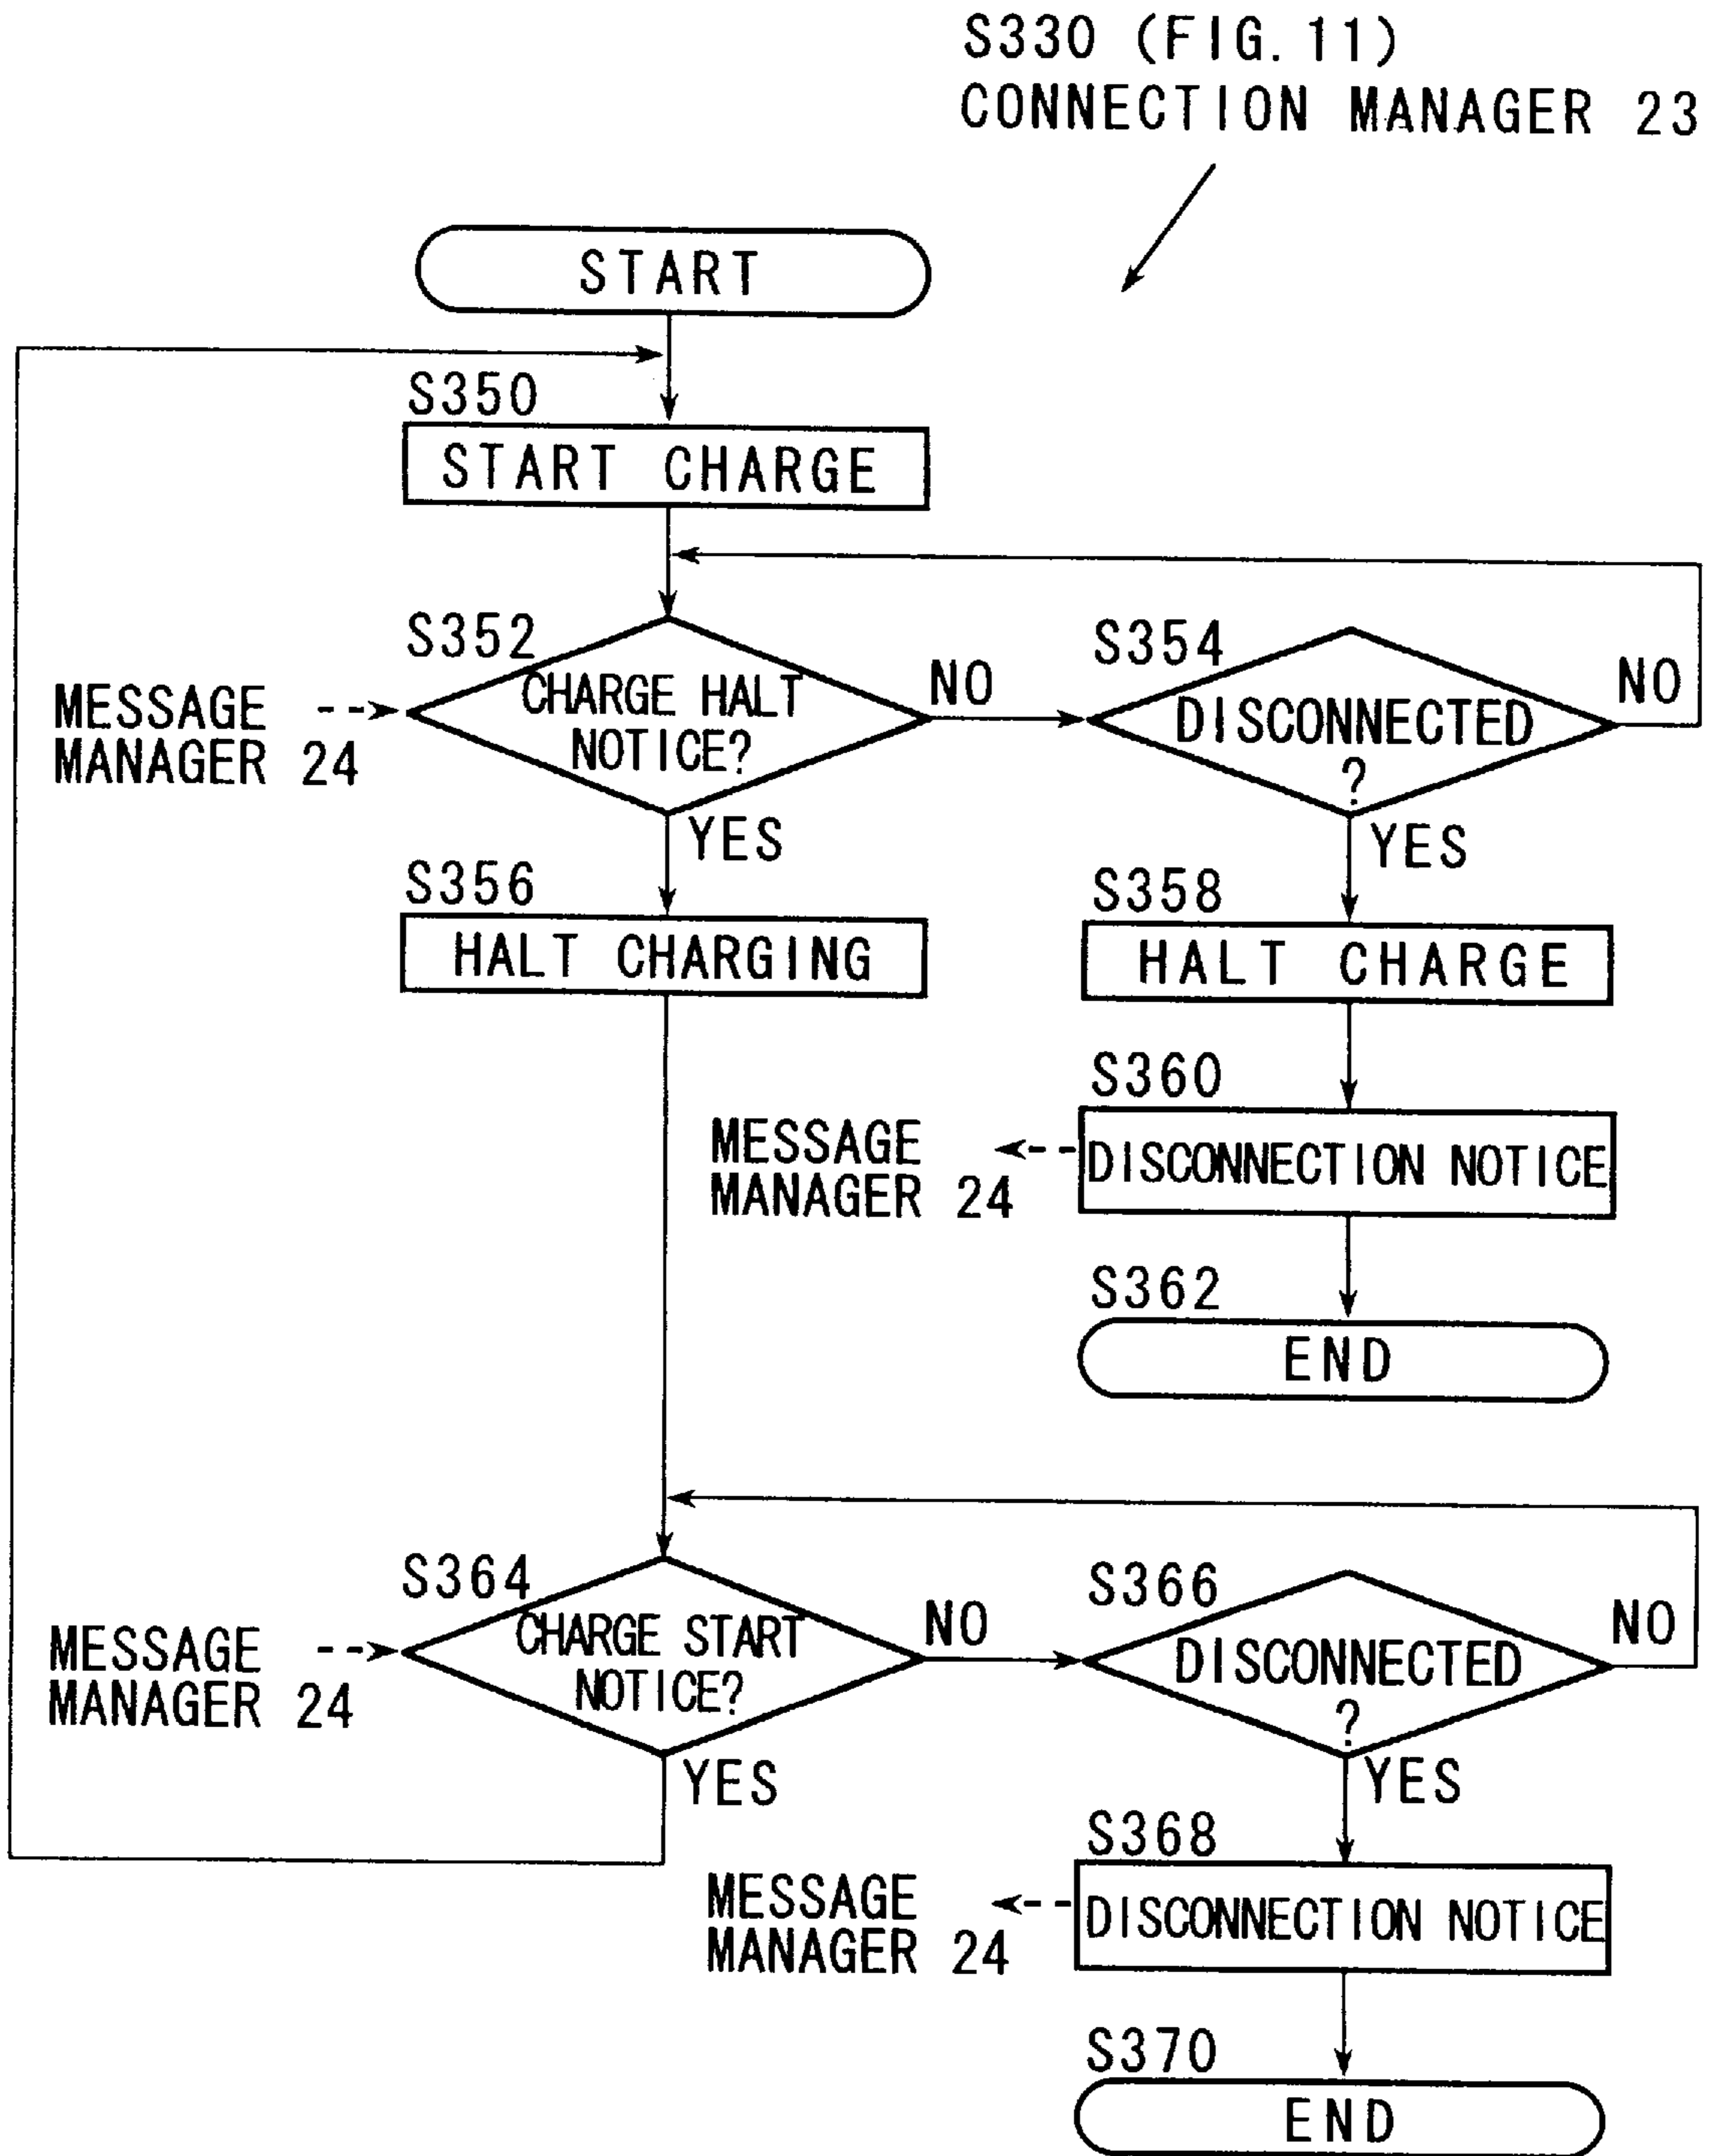 S330 (FIG. 11)
CONNECTION MANAGER 23
START
S350
START CHARGE
S352
CHARGE HALT
NOTICE?
NO
MESSAGE
MANAGER 24
YES
S354
DISCONNECTED
?
NO
YES
S356
HALT CHARGING
S358
HALT CHARGE
S360
DISCONNECTION NOTICE
MESSAGE
MANAGER 24
S362
END
S364
CHARGE START
NOTICE?
NO
MESSAGE
MANAGER 24
YES
S366
DISCONNECTED
?
NO
YES
S368
DISCONNECTION NOTICE
MESSAGE
MANAGER 24
S370
END